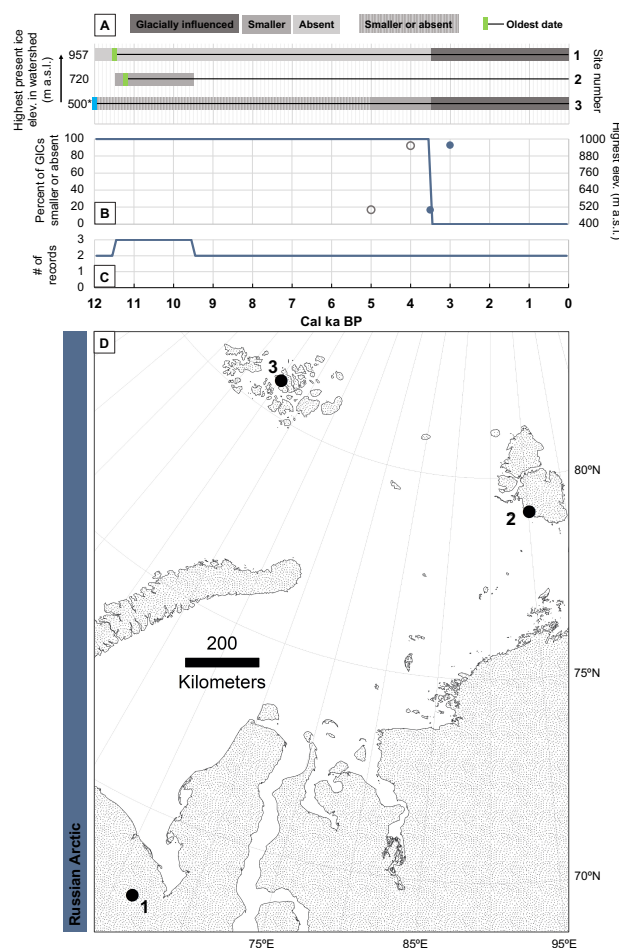 A
Glacially influenced
Smaller
Absent
Smaller or absent
Oldest date
Highest present ice
elev. in watershed
(m a.s.l.)
957
720
500*
1
2
3
Site number
Percent of GICs
smaller or absent
100
80
60
40
20
0
B
1000
880
760
640
520
400
Highest elev. (m a.s.l.)
# of
records
3
2
1
0
C
12 11 10 9 8 7 6 5 4 3 2 1 0
Cal ka BP
D
Russian Arctic
3
2
1
200
Kilometers
80ºN
75ºN
70ºN
75ºE 85ºE 95ºE